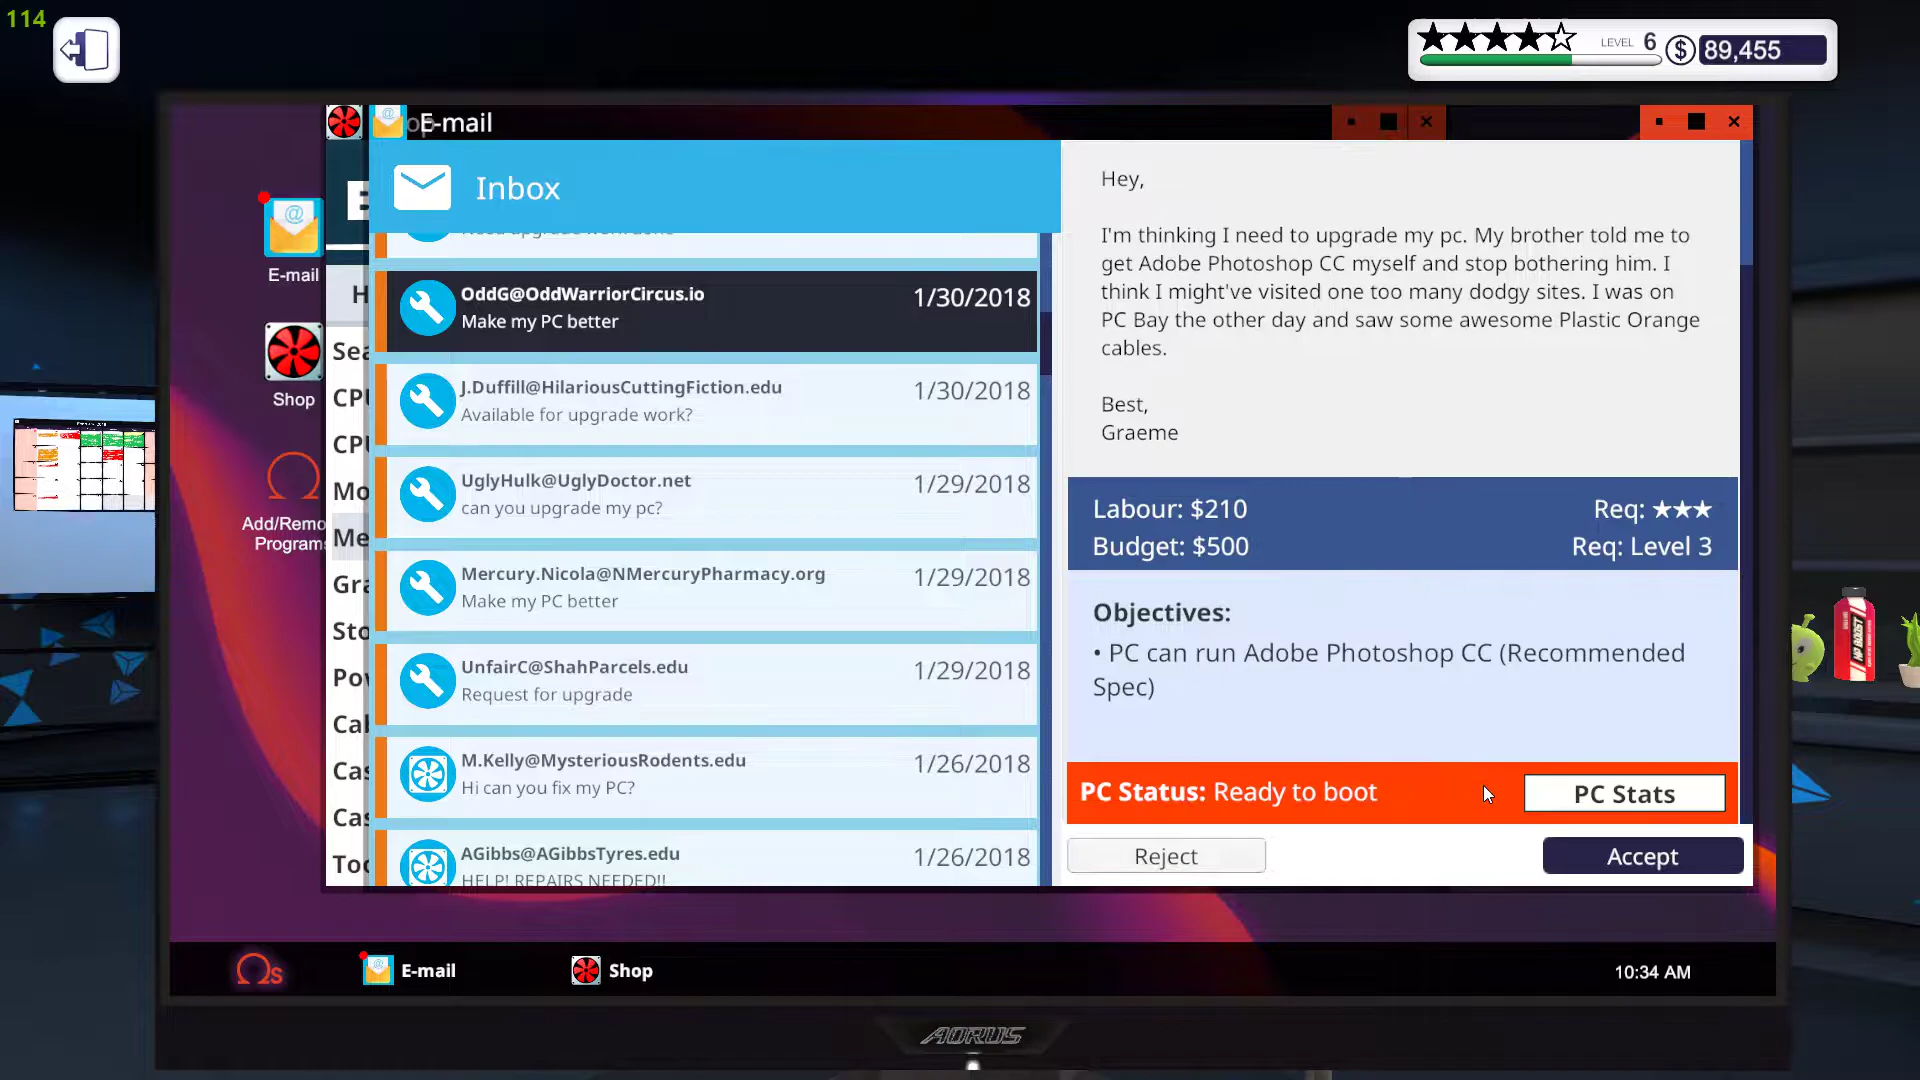 114
LEVEL 6
$ 89,455
E-mail
Inbox
OddG@OddWarriorCircus.io
1/30/2018
Make my PC better
J.Duffill@HilariousCuttingFiction.edu
1/30/2018
Available for upgrade work?
UglyHulk@UglyDoctor.net
1/29/2018
can you upgrade my pc?
Mercury.Nicola@NMercuryPharmacy.org
1/29/2018
Make my PC better
UnfairC@ShahParcels.edu
1/29/2018
Request for upgrade
M.Kelly@MysteriousRodents.edu
1/26/2018
Hi can you fix my PC?
AGibbs@AGibbsTyres.edu
1/26/2018
HELP! REPAIRS NEEDED!!
Hey,
I'm thinking I need to upgrade my pc. My brother told me to
get Adobe Photoshop CC myself and stop bothering him. I
think I might've visited one too many dodgy sites. I was on
PC Bay the other day and saw some awesome Plastic Orange
cables.
Best,
Graeme
Labour: $210
Req: ★★★
Budget: $500
Req: Level 3
Objectives:
• PC can run Adobe Photoshop CC (Recommended
Spec)
PC Status: Ready to boot
PC Stats
Reject
Accept
E-mail
Shop
Add/Remo
Program
H
Sea
CPU
CPU
Mo
Me
Gra
Sto
Po
Ca
Cas
Cas
Too
Ωs
E-mail
Shop
10:34 AM
AORUS
HP BOOST